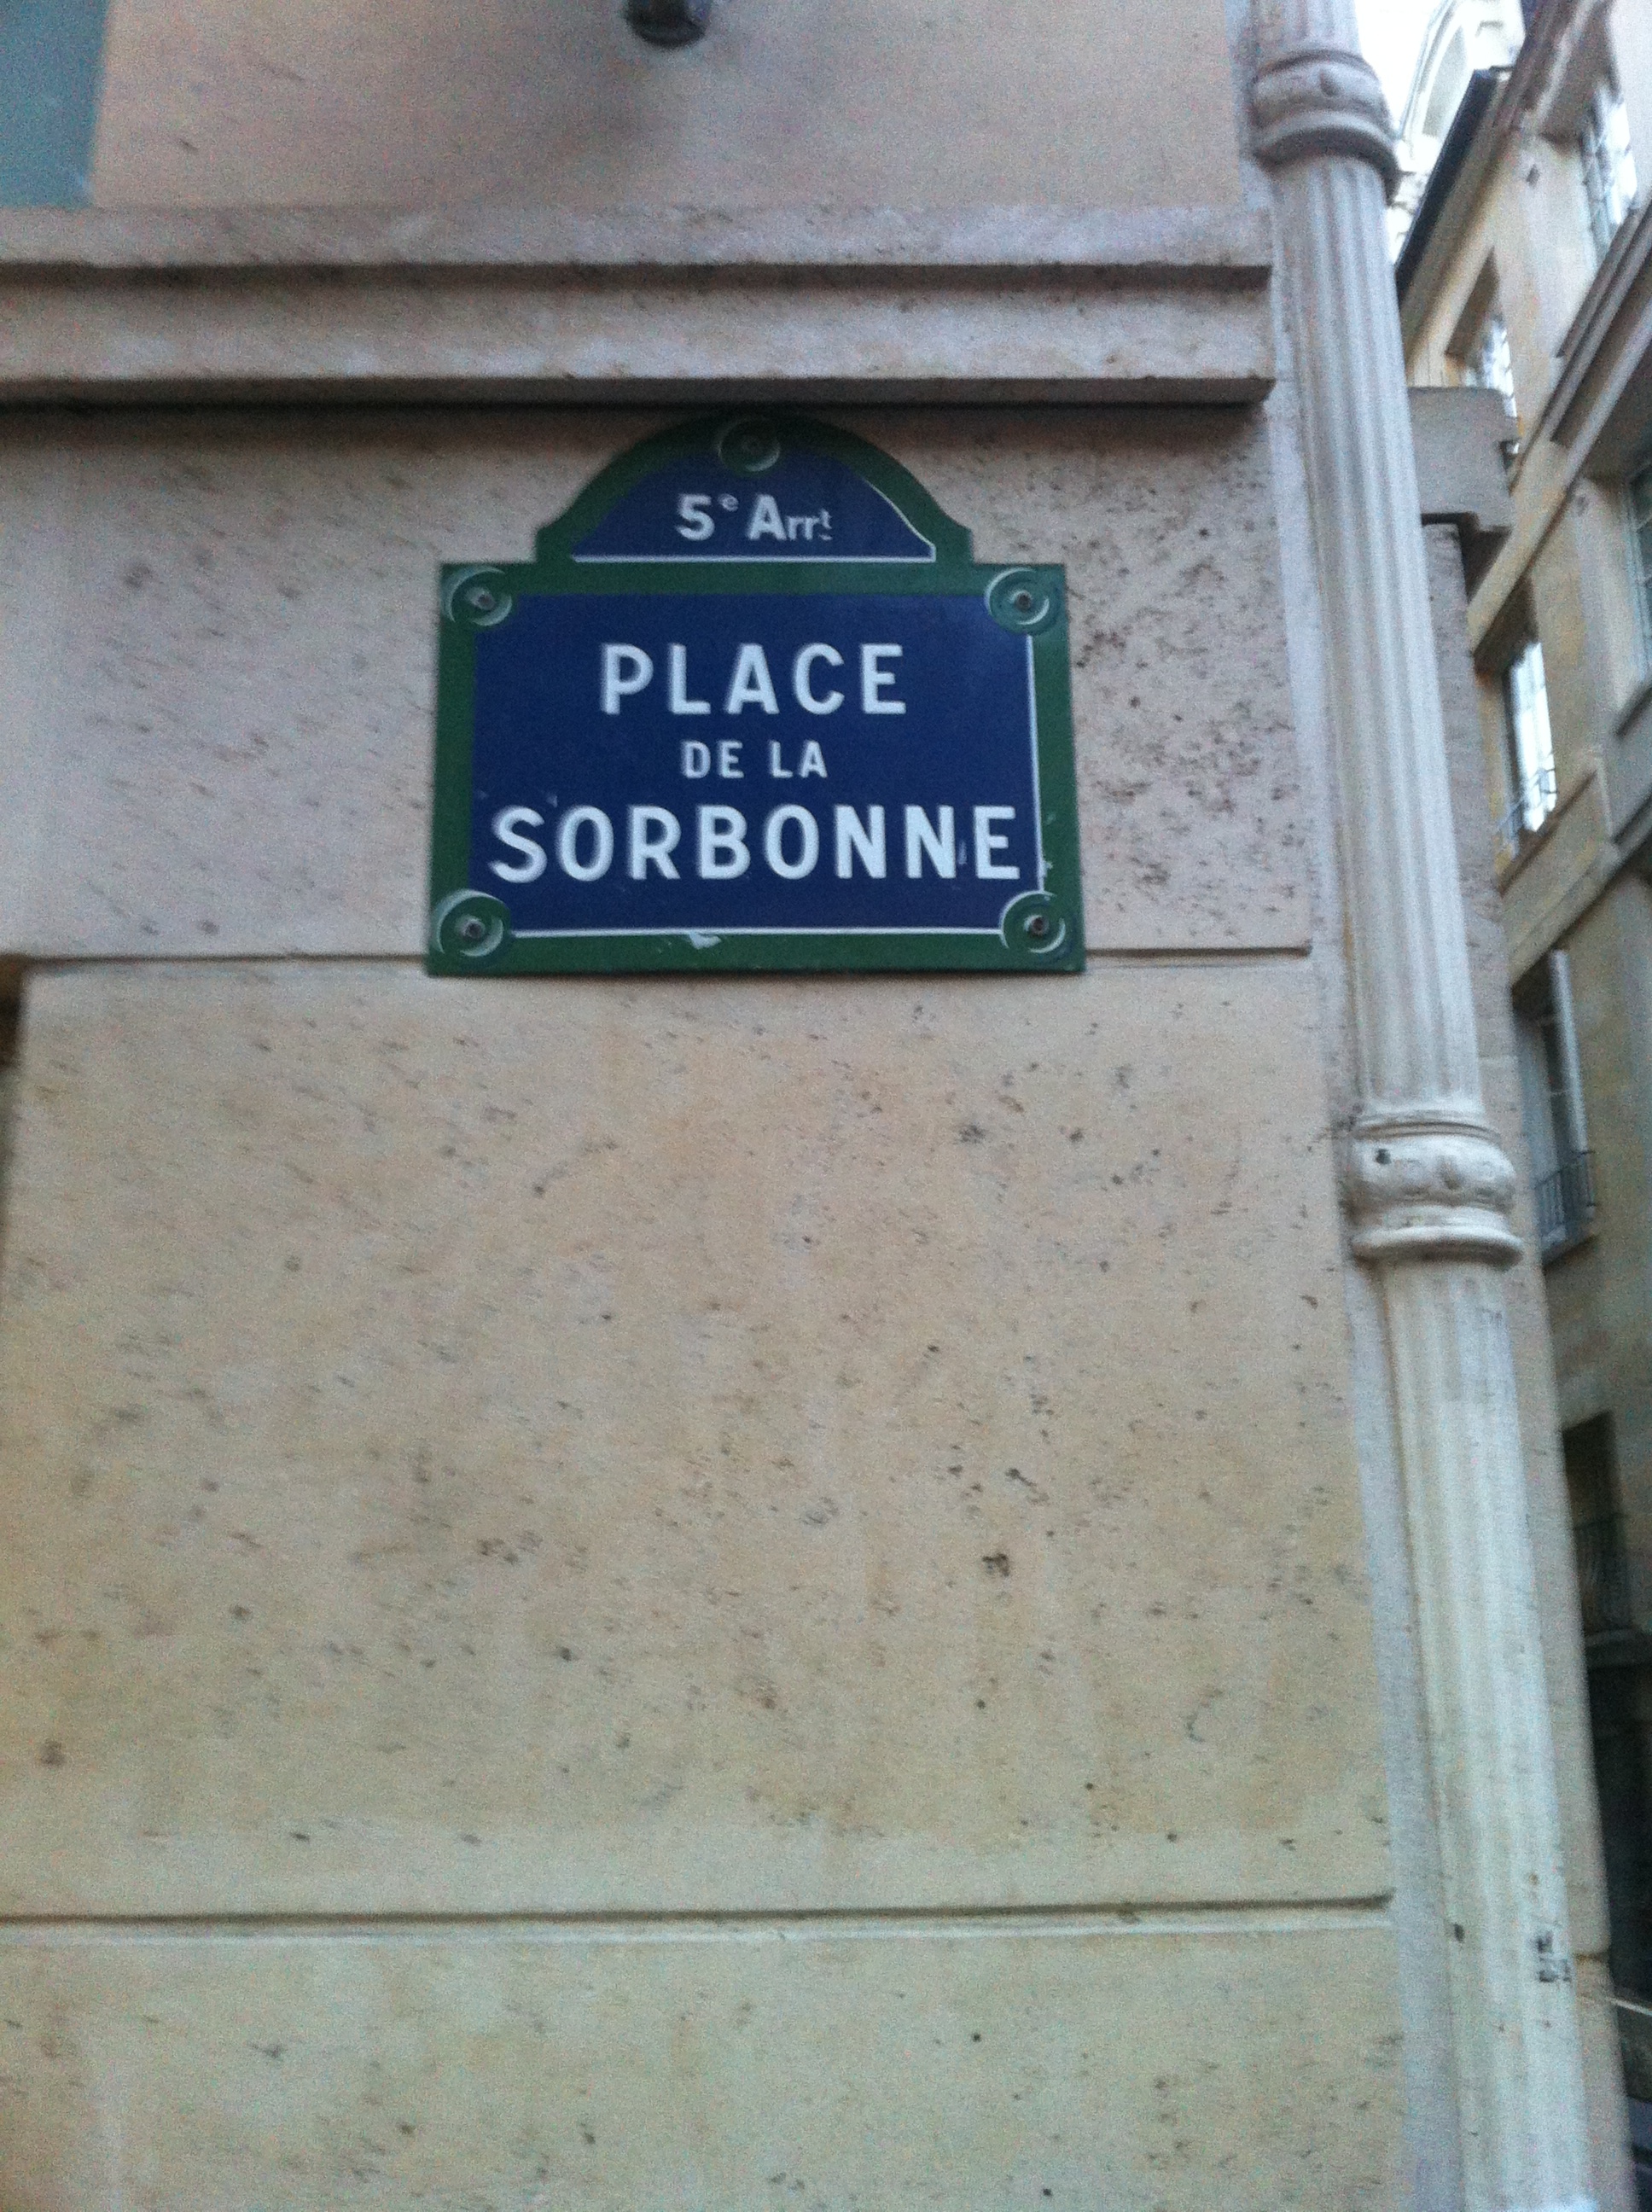 5e Arrt
PLACE
DE LA
SORBONNE